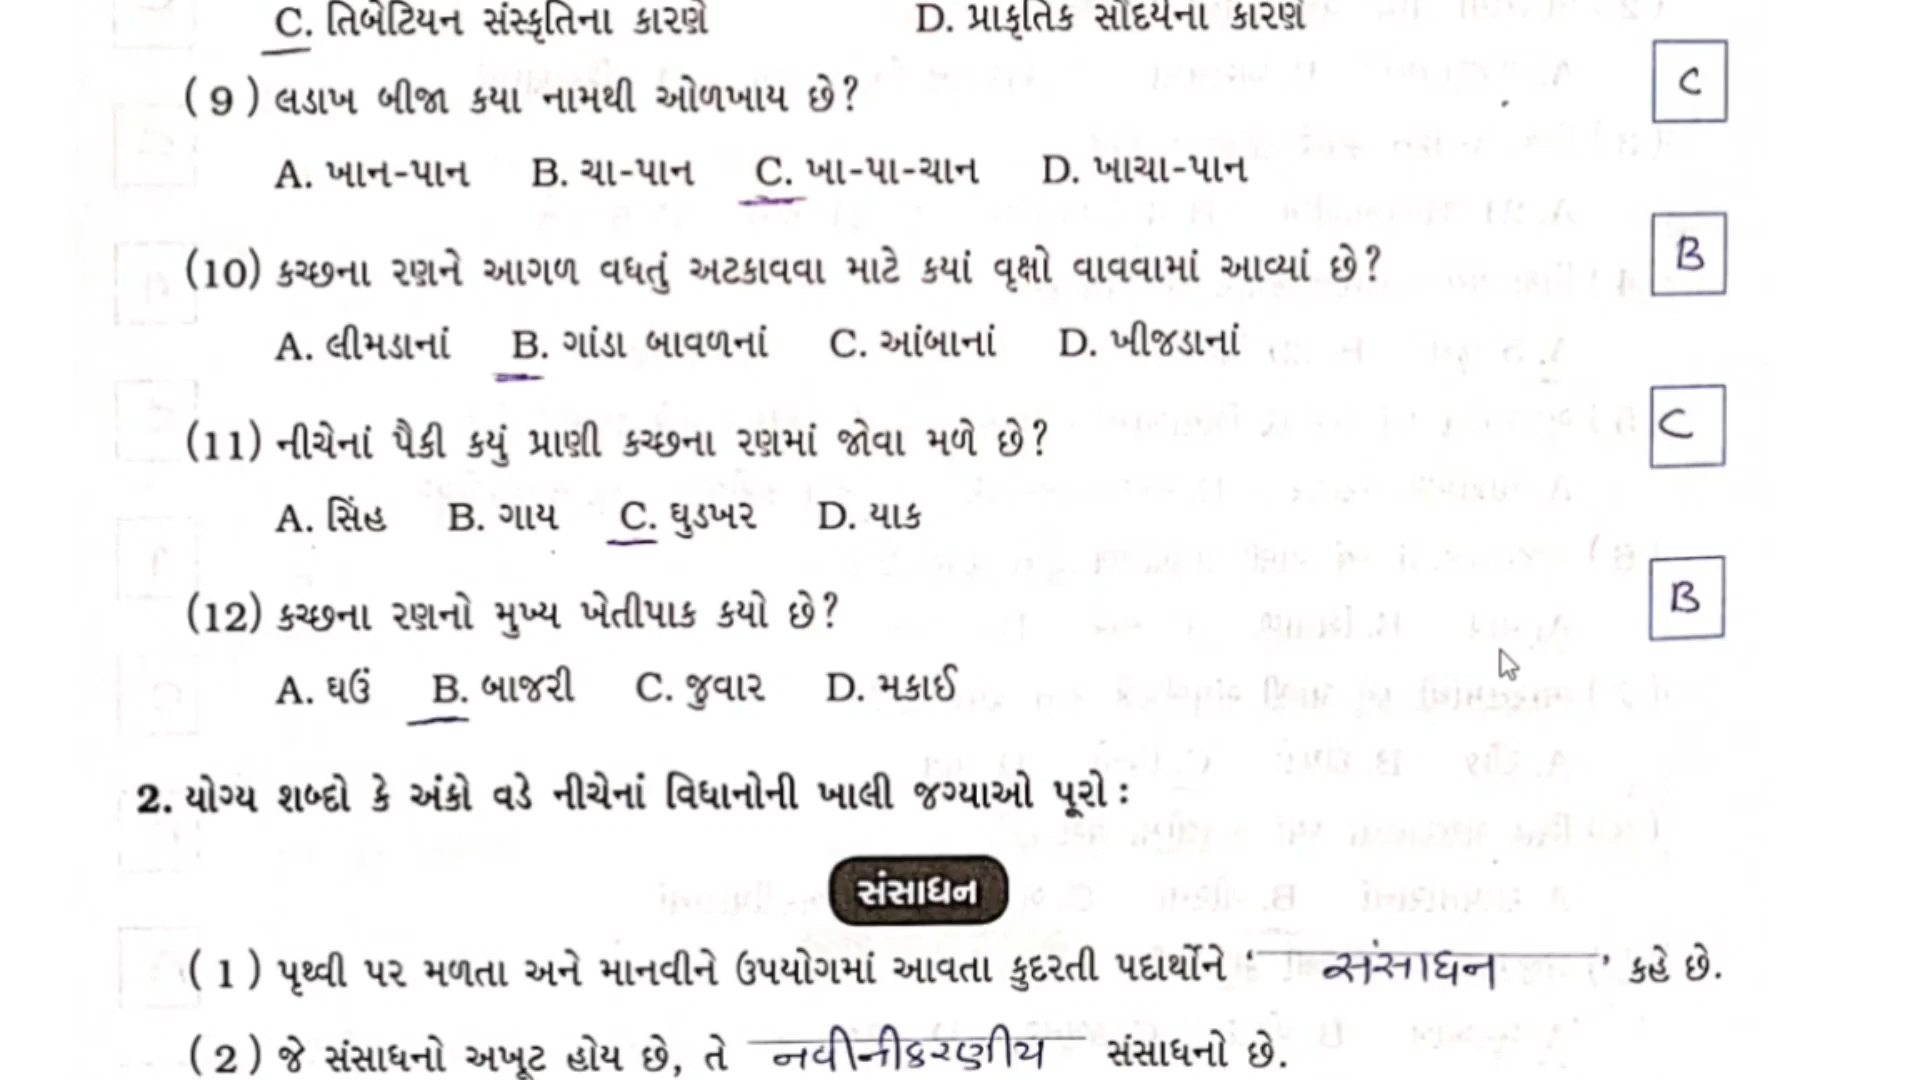 C. તિબેટિયન સંસ્કૃતિના કારણે D. પ્રાકૃતિક સૌંદર્યના કારણે
(9) લડાખ બીજા કયા નામથી ઓળખાય છે? C
A. ખાન-પાન B. ચા-પાન C. ખા-પા-ચાન D. ખાચા-પાન
(10) કચ્છના રણને આગળ વધતું અટકાવવા માટે કયાં વૃક્ષો વાવવામાં આવ્યાં છે? B
A. લીમડાનાં B. ગાંડા બાવળનાં C. આંબાનાં D. ખીજડાનાં
(11) નીચેનાં પૈકી કયું પ્રાણી કચ્છના રણમાં જોવા મળે છે? C
A. સિંહ B. ગાય C. ઘુડખર D. યાક
(12) કચ્છના રણનો મુખ્ય ખેતીપાક કયો છે? B
A. ઘઉં B. બાજરી C. જુવાર D. મકાઈ
2. યોગ્ય શબ્દો કે અંકો વડે નીચેનાં વિધાનોની ખાલી જગ્યાઓ પૂરો :
સંસાધન
(1) પૃથ્વી પર મળતા અને માનવીને ઉપયોગમાં આવતા કુદરતી પદાર્થોને ‘ સંસાધન ’ કહે છે.
(2) જે સંસાધનો અખૂટ હોય છે, તે નવીનીકરણીય સંસાધનો છે.